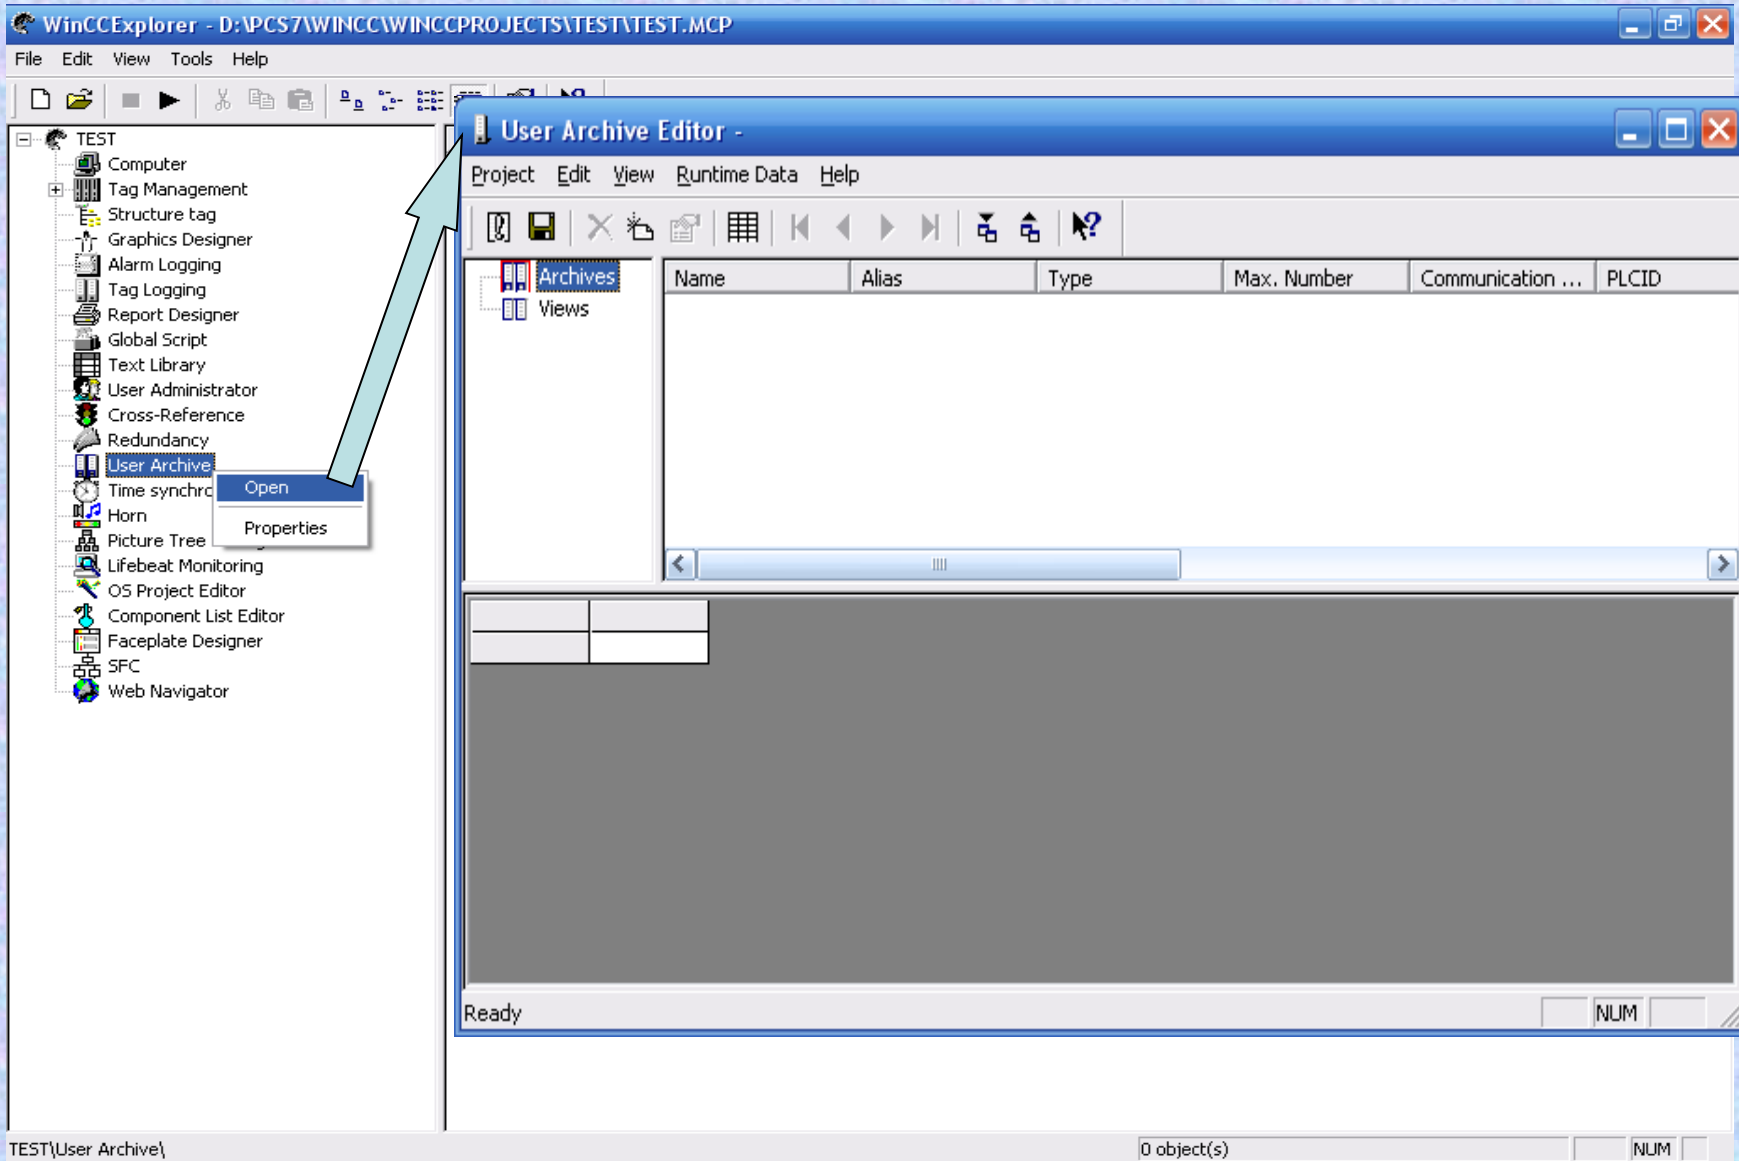 WinCCExplorer - D:\PCS7\WINCC\WINCCPROJECTS\TEST\TEST.MCP
File Edit View Tools Help
TEST
Computer
Tag Management
Structure tag
Graphics Designer
Alarm Logging
Tag Logging
Report Designer
Global Script
Text Library
User Administrator
Cross-Reference
Redundancy
User Archive
Time synchro
Horn
Picture Tree
Lifebeat Monitoring
OS Project Editor
Component List Editor
Faceplate Designer
SFC
Web Navigator
Open
Properties
User Archive Editor -
Project Edit View Runtime Data Help
Archives
Views
Name Alias Type Max. Number Communication ... PLCID
Ready
NUM
TEST\User Archive\
0 object(s)
NUM